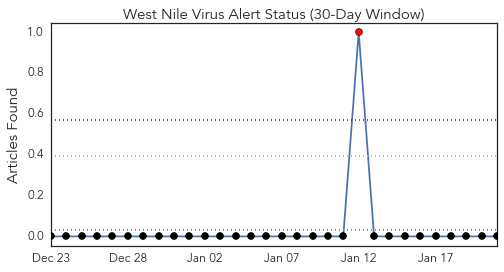 West Nile Virus Alert Status (30-Day Window)
Articles Found
1.0
0.8
0.6
0.4
0.2
0.0
Dec 23 Dec 28 Jan 02 Jan 07 Jan 12 Jan 17